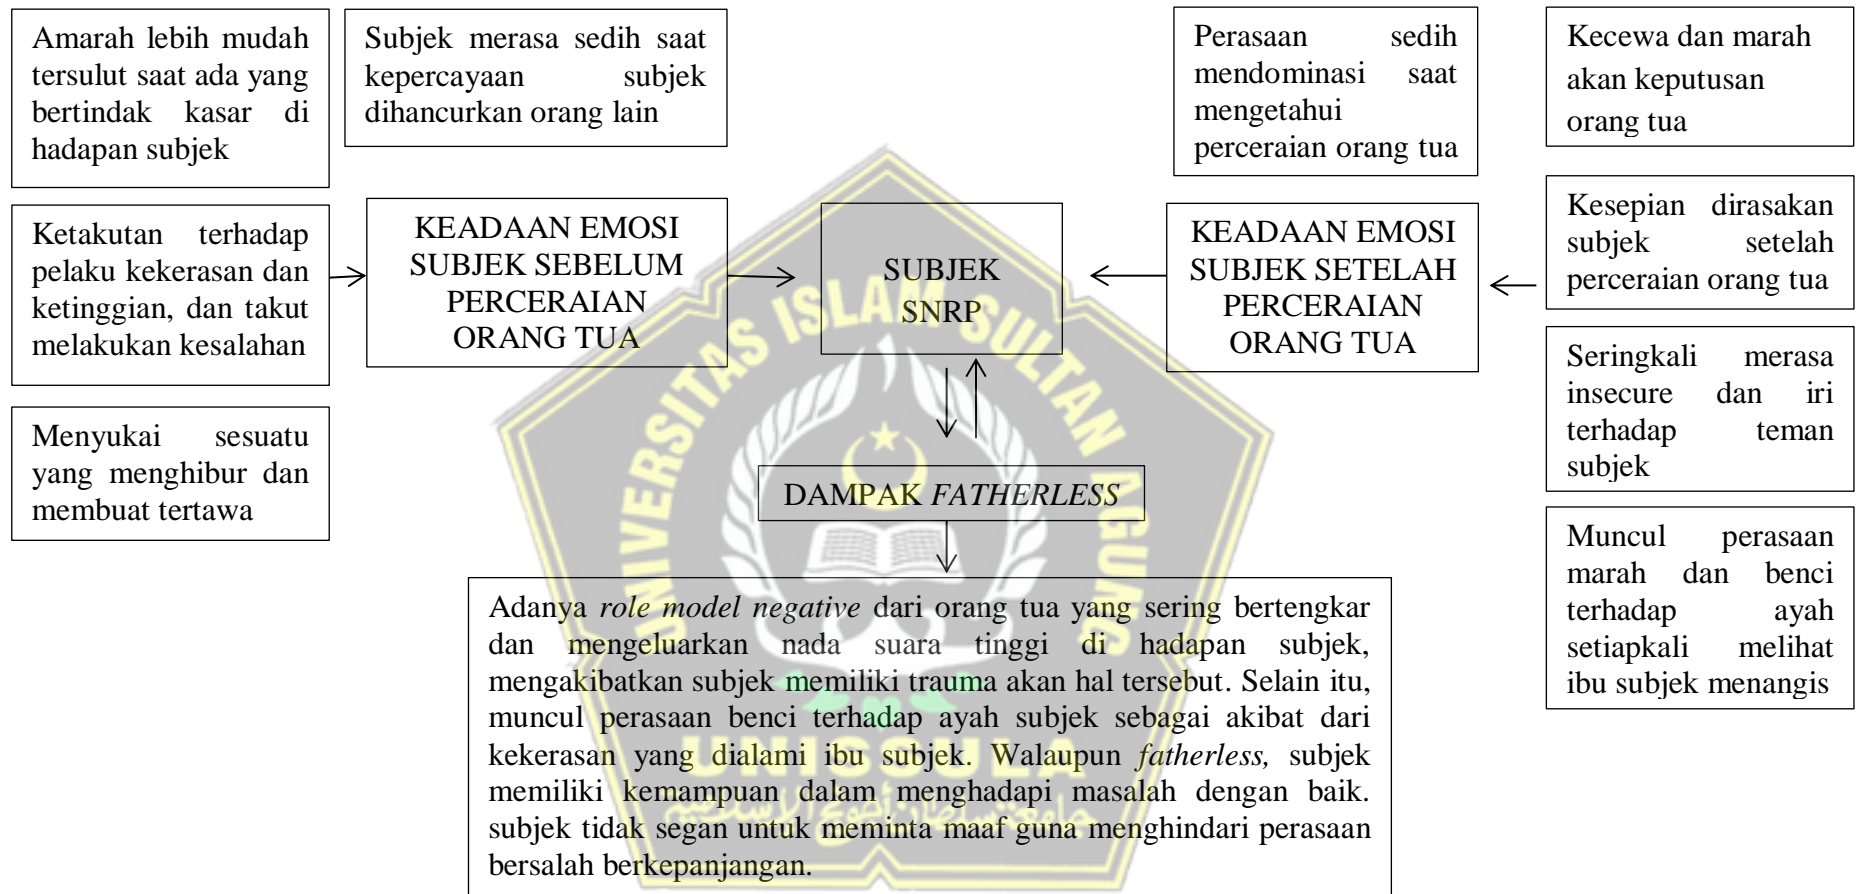 Amarah lebih mudah
tersulut saat ada yang
bertindak kasar di
hadapan subjek
Subjek merasa sedih saat
kepercayaan subjek
dihancurkan orang lain
Perasaan sedih
mendominasi saat
mengetahui
perceraian orang tua
Kecewa dan marah
akan keputusan
orang tua
Ketakutan terhadap
pelaku kekerasan dan
ketinggian, dan takut
melakukan kesalahan
KEADAAN EMOSI
SUBJEK SEBELUM
PERCERAIAN
ORANG TUA
SUBJEK
SNRP
KEADAAN EMOSI
SUBJEK SETELAH
PERCERAIAN
ORANG TUA
Kesepian dirasakan
subjek setelah
perceraian orang tua
Menyukai sesuatu
yang menghibur dan
membuat tertawa
Seringkali merasa
insecure dan iri
terhadap teman
subjek
DAMPAK FATHERLESS
Muncul perasaan
marah dan benci
terhadap ayah
setiapkali melihat
ibu subjek menangis
Adanya role model negative dari orang tua yang sering bertengkar
dan mengeluarkan nada suara tinggi di hadapan subjek,
mengakibatkan subjek memiliki trauma akan hal tersebut. Selain itu,
muncul perasaan benci terhadap ayah subjek sebagai akibat dari
kekerasan yang dialami ibu subjek. Walaupun fatherless, subjek
memiliki kemampuan dalam menghadapi masalah dengan baik.
subjek tidak segan untuk meminta maaf guna menghindari perasaan
bersalah berkepanjangan.
UNIVERSITAS ISLAM SULTAN AGUNG
UNISSULA
جامعة سلطان أجونج الإسلامية